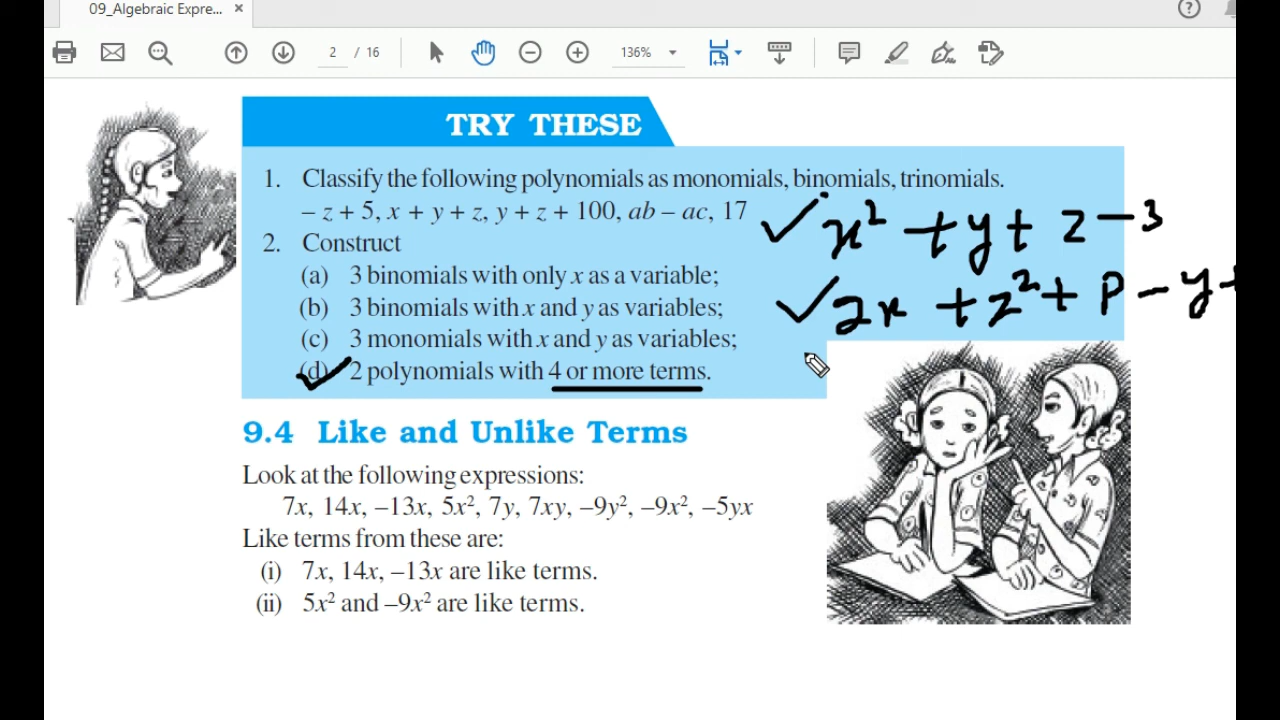 09_Algebraic Expre... ×
2 / 16 136%
TRY THESE
1. Classify the following polynomials as monomials, binomials, trinomials.
– z + 5, x + y + z, y + z + 100, ab – ac, 17
x² + y + z – 3
2. Construct
(a) 3 binomials with only x as a variable;
(b) 3 binomials with x and y as variables;
2x + z² + p – y +
(c) 3 monomials with x and y as variables;
(d) 2 polynomials with 4 or more terms.
9.4 Like and Unlike Terms
Look at the following expressions:
7x, 14x, –13x, 5x², 7y, 7xy, –9y², –9x², –5yx
Like terms from these are:
(i) 7x, 14x, –13x are like terms.
(ii) 5x² and –9x² are like terms.